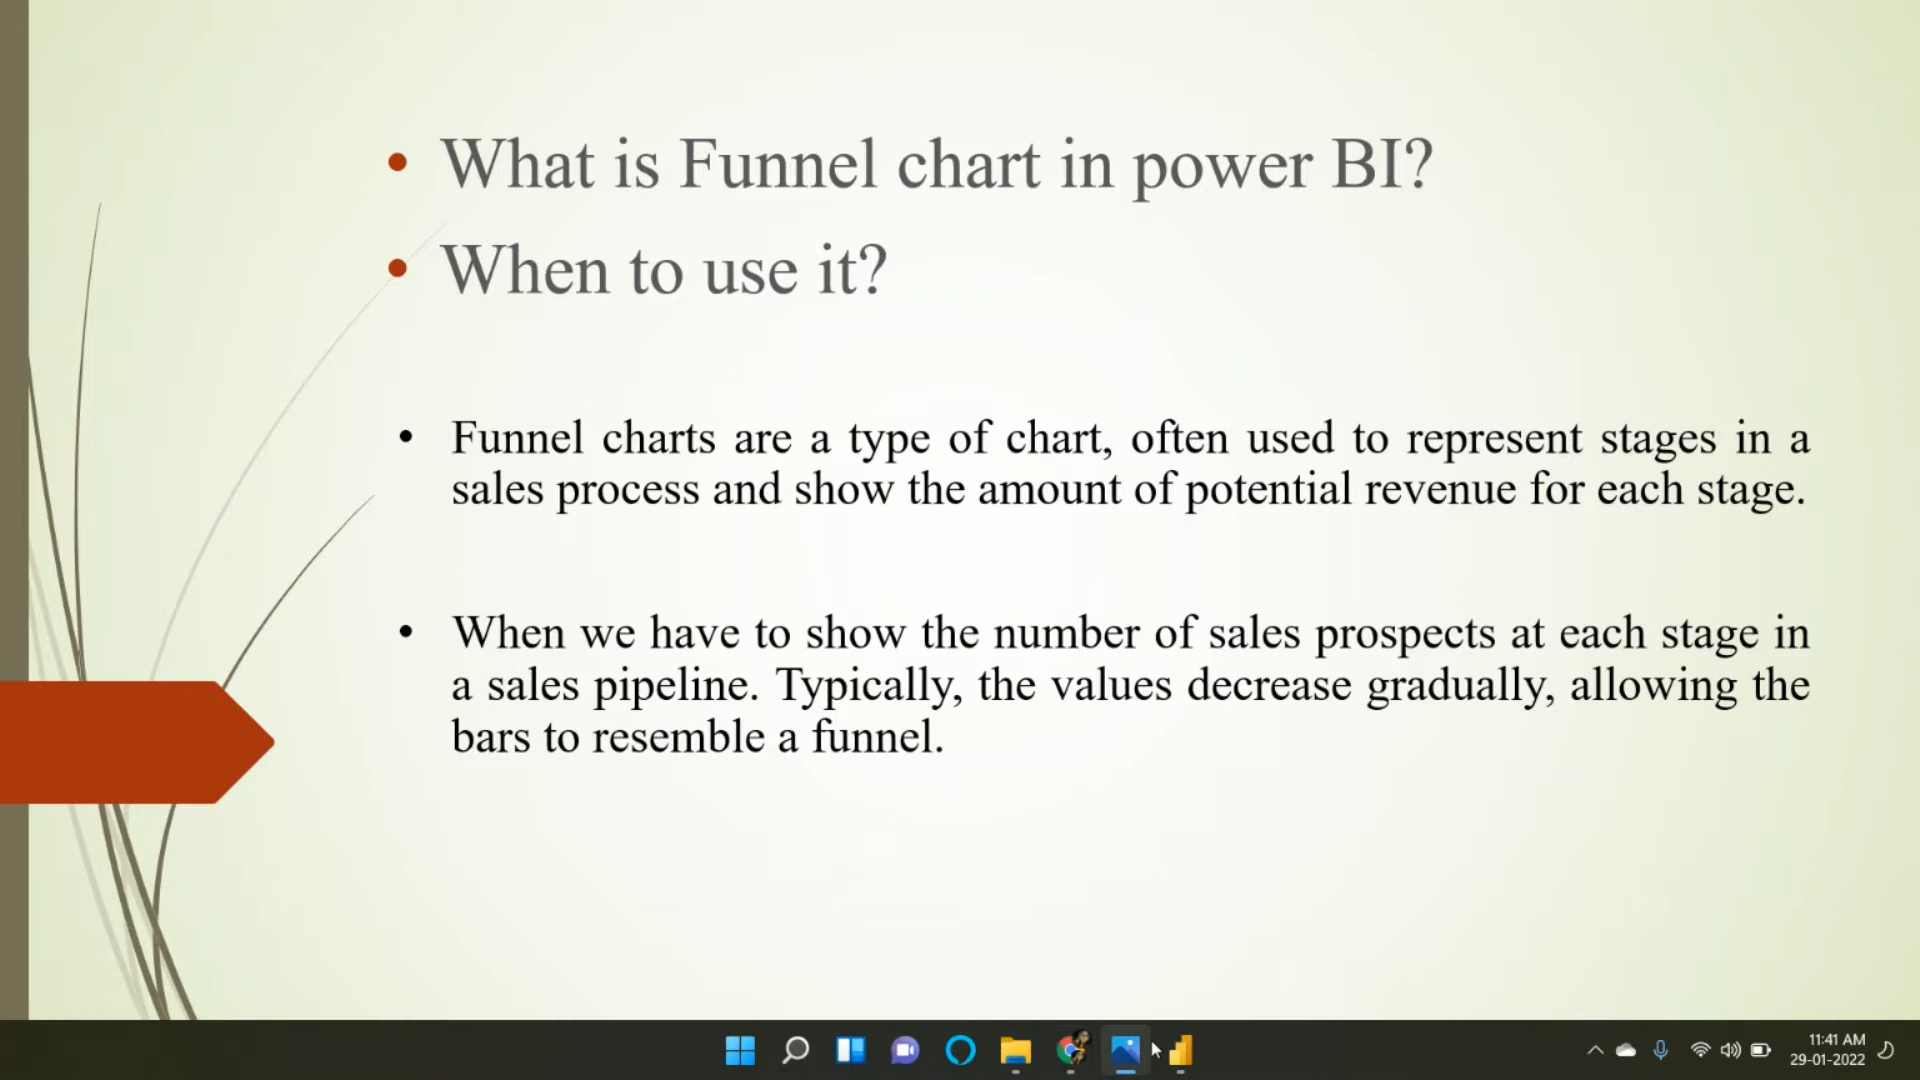 • What is Funnel chart in power BI?
• When to use it?
• Funnel charts are a type of chart, often used to represent stages in a
sales process and show the amount of potential revenue for each stage.
• When we have to show the number of sales prospects at each stage in
a sales pipeline. Typically, the values decrease gradually, allowing the
bars to resemble a funnel.
11:41 AM
29-01-2022